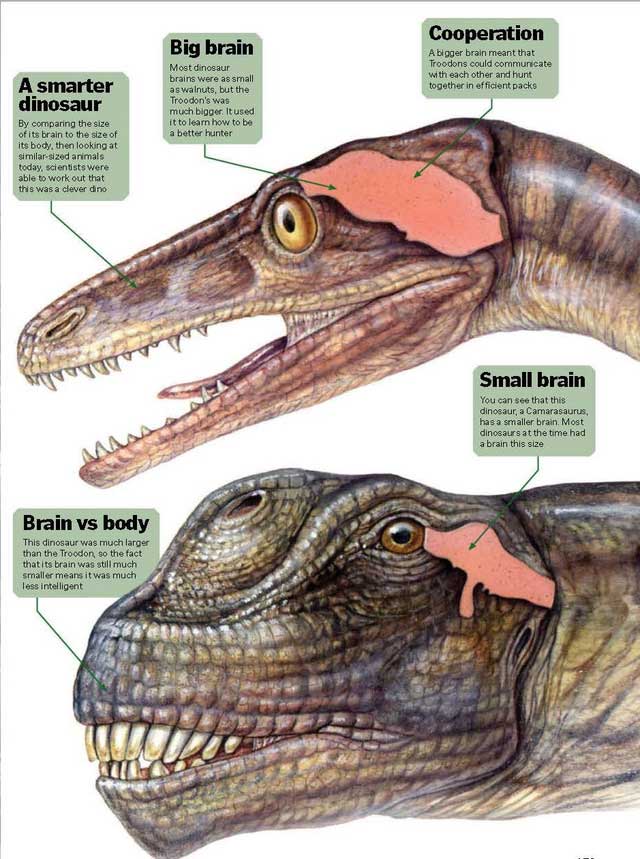 Cooperation
A bigger brain meant that
Troodons could communicate
with each other and hunt
together in efficient packs
Big brain
Most dinosaur
brains were as small
as walnuts, but the
Troodon's was
much bigger. It used
it to learn how to be
a better hunter
A smarter
dinosaur
By comparing the size
of its brain to the size of
its body, then looking at
similar-sized animals
today, scientists were
able to work out that
this was a clever dino
Small brain
You can see that this
dinosaur, a Camarasaurus,
has a smaller brain. Most
dinosaurs at the time had
a brain this size
Brain vs body
This dinosaur was much larger
than the Troodon, so the fact
that its brain was still much
smaller means it was much
less intelligent